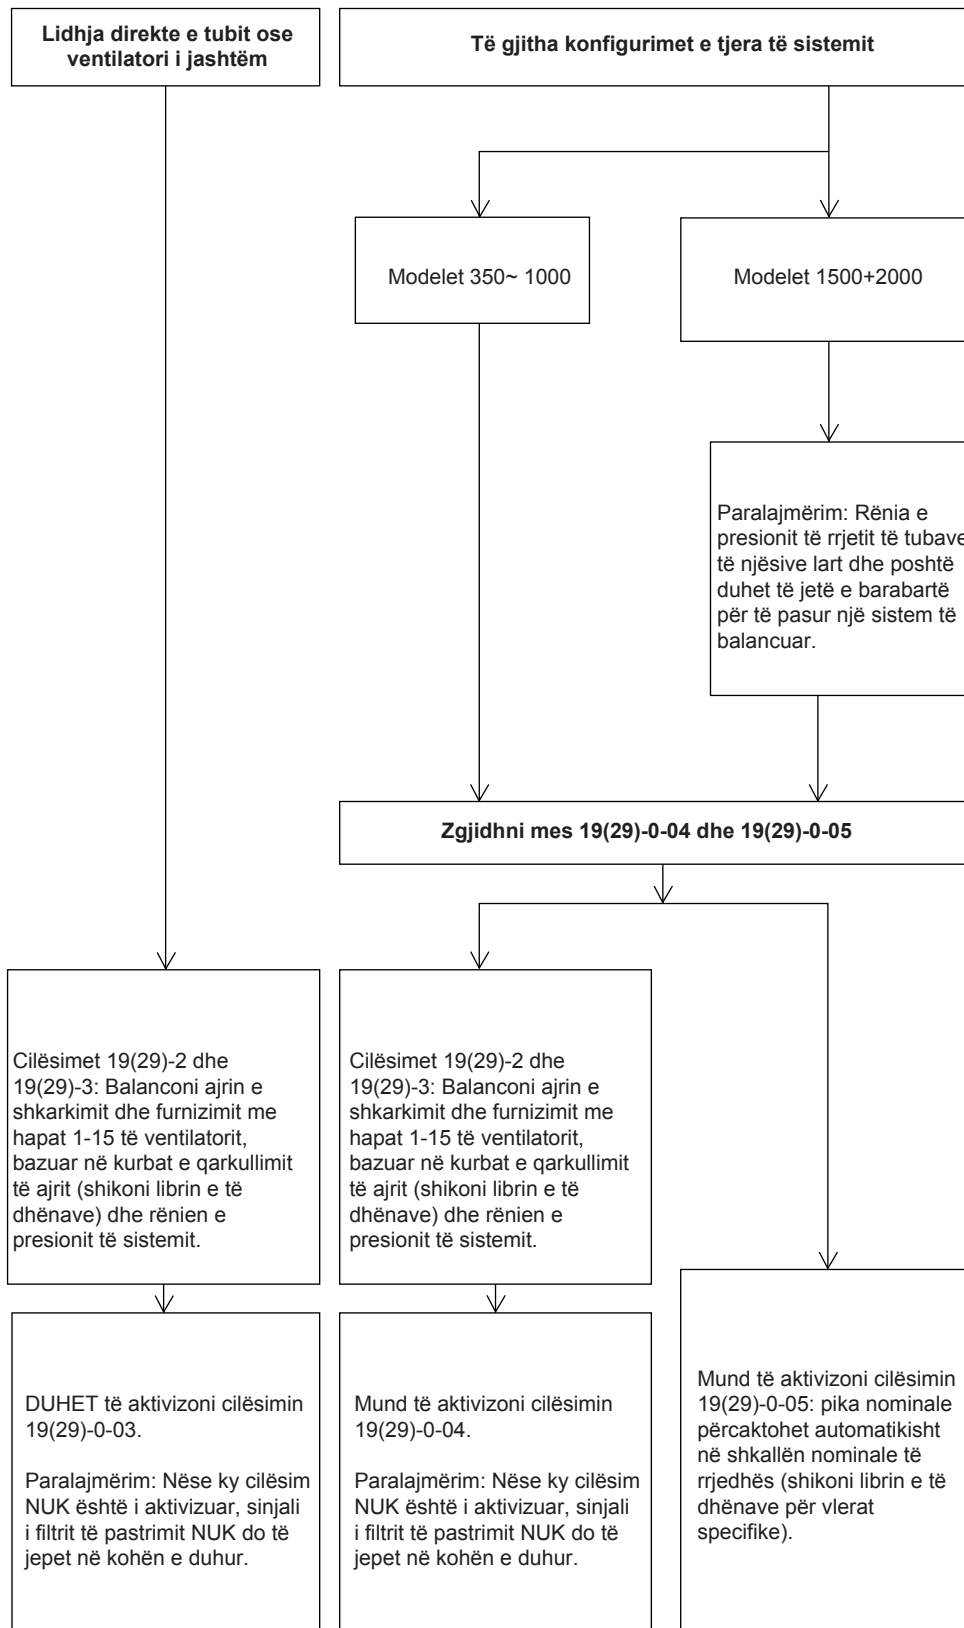 Lidhja direkte e tubit ose
ventilatori i jashtëm
Të gjitha konfigurimet e tjera të sistemit
Modelet 350~ 1000
Modelet 1500+2000
Paralajmërim: Rënia e
presionit të rrjetit të tubave
të njësive lart dhe poshtë
duhet të jetë e barabartë
për të pasur një sistem të
balancuar.
Zgjidhni mes 19(29)-0-04 dhe 19(29)-0-05
Cilësimet 19(29)-2 dhe
19(29)-3: Balanconi ajrin e
shkarkimit dhe furnizimit me
hapat 1-15 të ventilatorit,
bazuar në kurbat e qarkullimit
të ajrit (shikoni librin e të
dhënave) dhe rënien e
presionit të sistemit.
Cilësimet 19(29)-2 dhe
19(29)-3: Balanconi ajrin e
shkarkimit dhe furnizimit me
hapat 1-15 të ventilatorit,
bazuar në kurbat e qarkullimit
të ajrit (shikoni librin e të
dhënave) dhe rënien e
presionit të sistemit.
DUHET të aktivizoni cilësimin
19(29)-0-03.
Paralajmërim: Nëse ky cilësim
NUK është i aktivizuar, sinjali
i filtrit të pastrimit NUK do të
jepet në kohën e duhur.
Mund të aktivizoni cilësimin
19(29)-0-04.
Paralajmërim: Nëse ky cilësim
NUK është i aktivizuar, sinjali
i filtrit të pastrimit NUK do të
jepet në kohën e duhur.
Mund të aktivizoni cilësimin
19(29)-0-05: pika nominale
përcaktohet automatikisht
në shkallën nominale të
rrjedhës (shikoni librin e të
dhënave për vlerat
specifike).